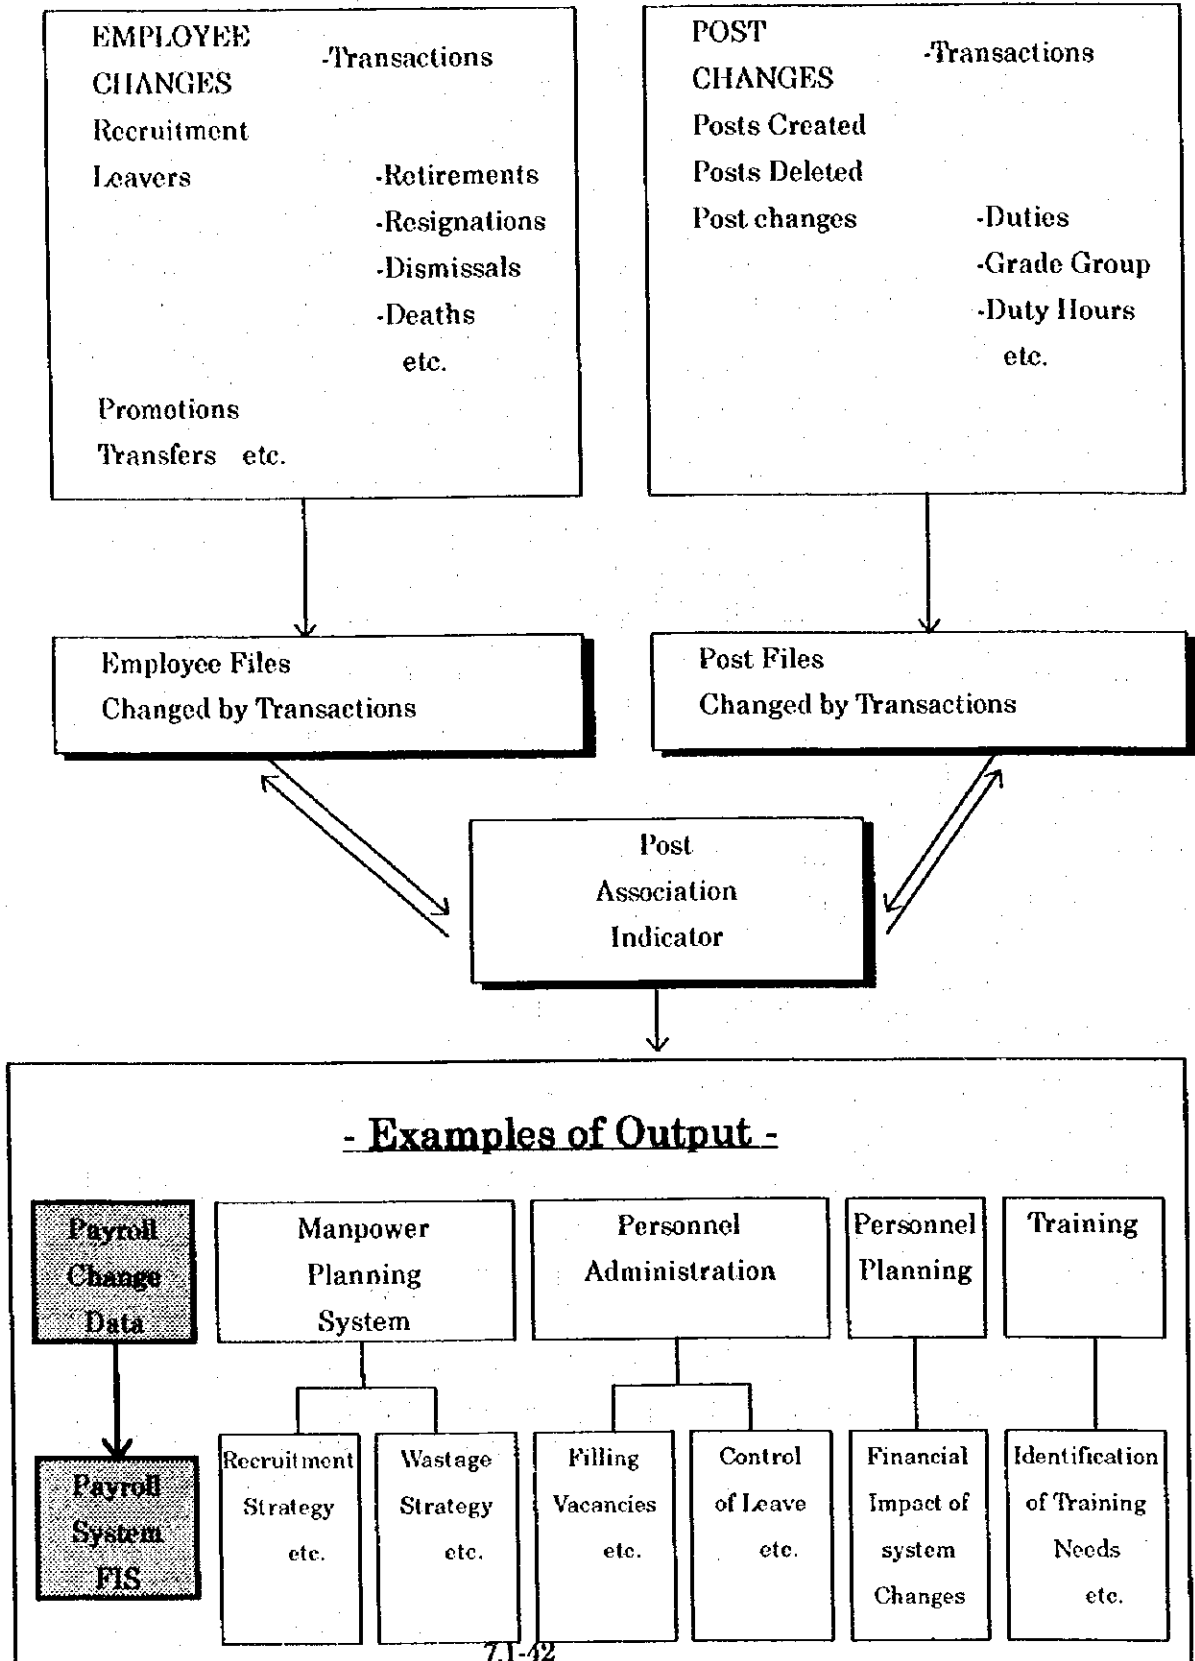 EMPLOYEE
-Transactions
CHANGES
Recruitment
Leavers
-Retirements
-Resignations
-Dismissals
-Deaths
etc.
Promotions
Transfers etc.
POST
-Transactions
CHANGES
Posts Created
Posts Deleted
Post changes
-Duties
-Grade Group
-Duty Hours
etc.
Employee Files
Changed by Transactions
Post Files
Changed by Transactions
Post
Association
Indicator
- Examples of Output -
Payroll
Change
Data
Manpower
Planning
System
Personnel
Administration
Personnel
Planning
Training
Payroll
System
FIS
Recruitment
Strategy
etc.
Wastage
Strategy
etc.
Filling
Vacancies
etc.
Control
of Leave
etc.
Financial
Impact of
system
Changes
Identification
of Training
Needs
etc.
7.1-42